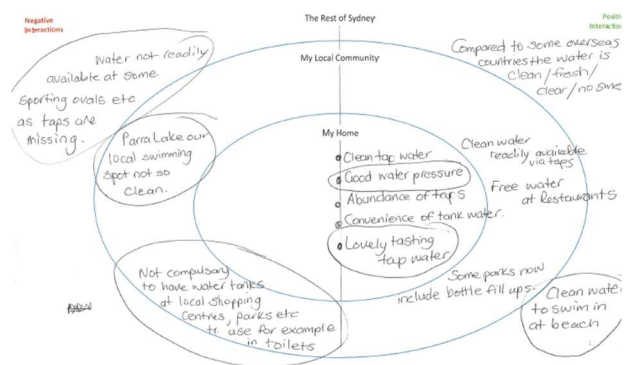 Negative
Interactions
The Rest of Sydney
Positi
Interactio
My Local Community
My Home
Water not readily
available at some
sporting ovals etc
as taps are
missing.
Parra Lake our
local swimming
spot not so
clean.
Not compulsary
to have water tanks
at local shopping
centres, parks etc
to use for example
in toilets
Clean tap water
Good water pressure
Abundance of taps
Convenience of tank water.
Lovely tasting
tap water
Compared to some overseas
countries the water is
clean/fresh/
clear/no sme
Clean water
readily available
via taps
Free water
at Restaurants
Some parks now
include bottle fill ups.
Clean wate
to swim in
at beach